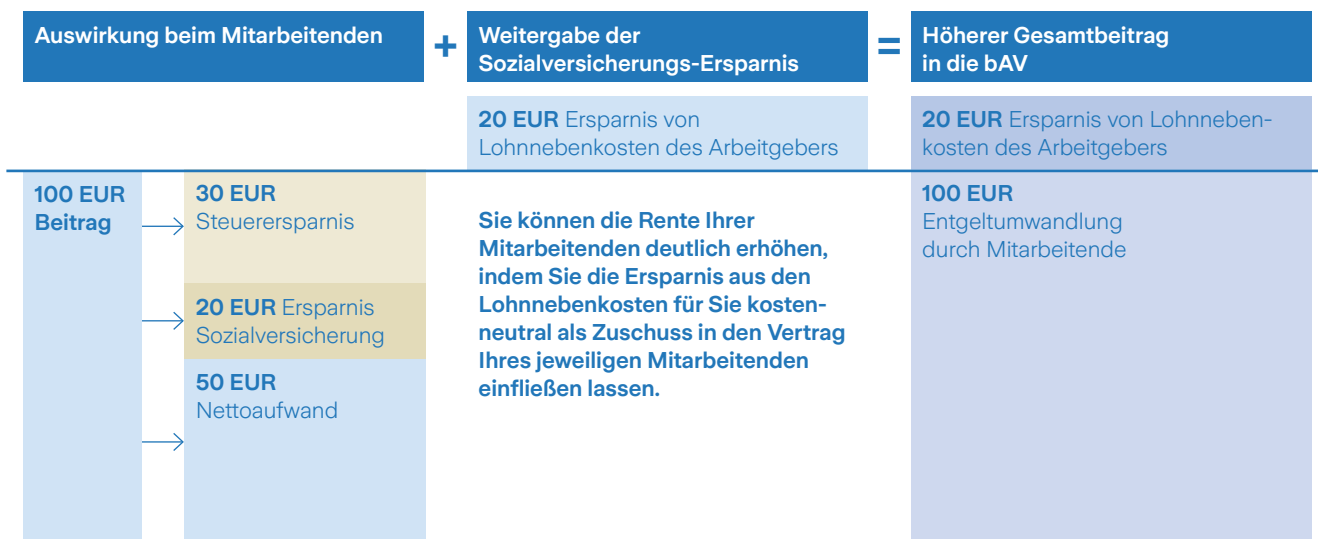 Auswirkung beim Mitarbeitenden
+
Weitergabe der
Sozialversicherungs-Ersparnis
=
Höherer Gesamtbeitrag
in die bAV
20 EUR Ersparnis von
Lohnnebenkosten des Arbeitgebers
20 EUR Ersparnis von Lohnneben-
kosten des Arbeitgebers
100 EUR
Beitrag
30 EUR
Steuerersparnis
20 EUR Ersparnis
Sozialversicherung
50 EUR
Nettoaufwand
Sie können die Rente Ihrer
Mitarbeitenden deutlich erhöhen,
indem Sie die Ersparnis aus den
Lohnnebenkosten für Sie kosten-
neutral als Zuschuss in den Vertrag
Ihres jeweiligen Mitarbeitenden
einfließen lassen.
100 EUR
Entgeltumwandlung
durch Mitarbeitende